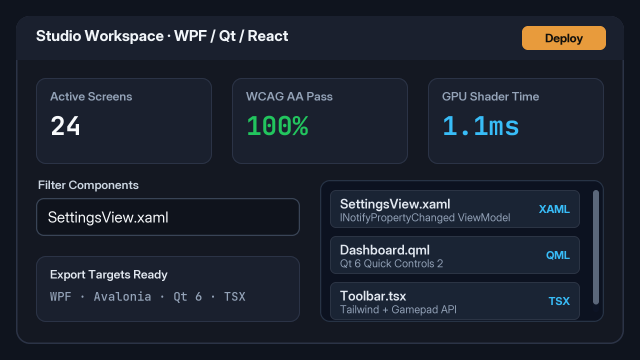 Studio Workspace · WPF / Qt / React
Deploy
Active Screens
24
WCAG AA Pass
100%
GPU Shader Time
1.1ms
Filter Components
SettingsView.xaml
Export Targets Ready
WPF · Avalonia · Qt 6 · TSX
SettingsView.xaml
INotifyPropertyChanged ViewModel
XAML
Dashboard.qml
Qt 6 Quick Controls 2
QML
Toolbar.tsx
Tailwind + Gamepad API
TSX